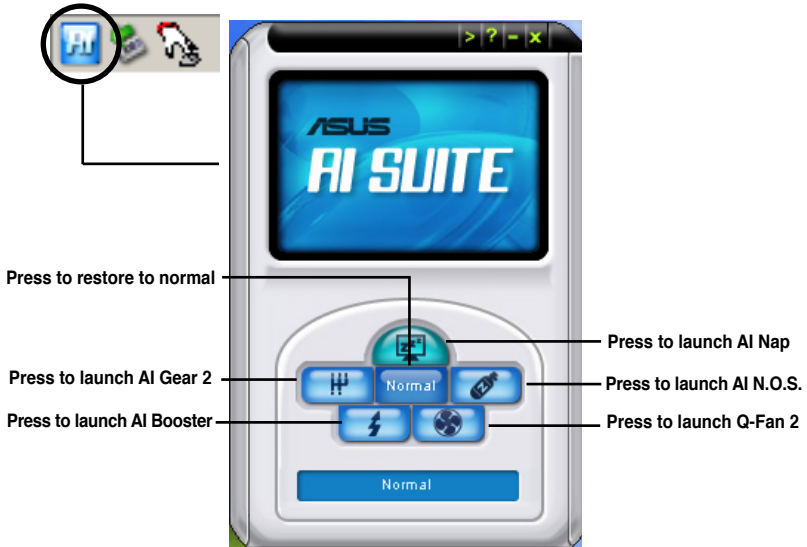 > ? - x
ASUS
AI SUITE
Press to restore to normal
Press to launch AI Nap
Press to launch AI Gear 2
Normal
Press to launch AI N.O.S.
Press to launch AI Booster
Press to launch Q-Fan 2
Normal